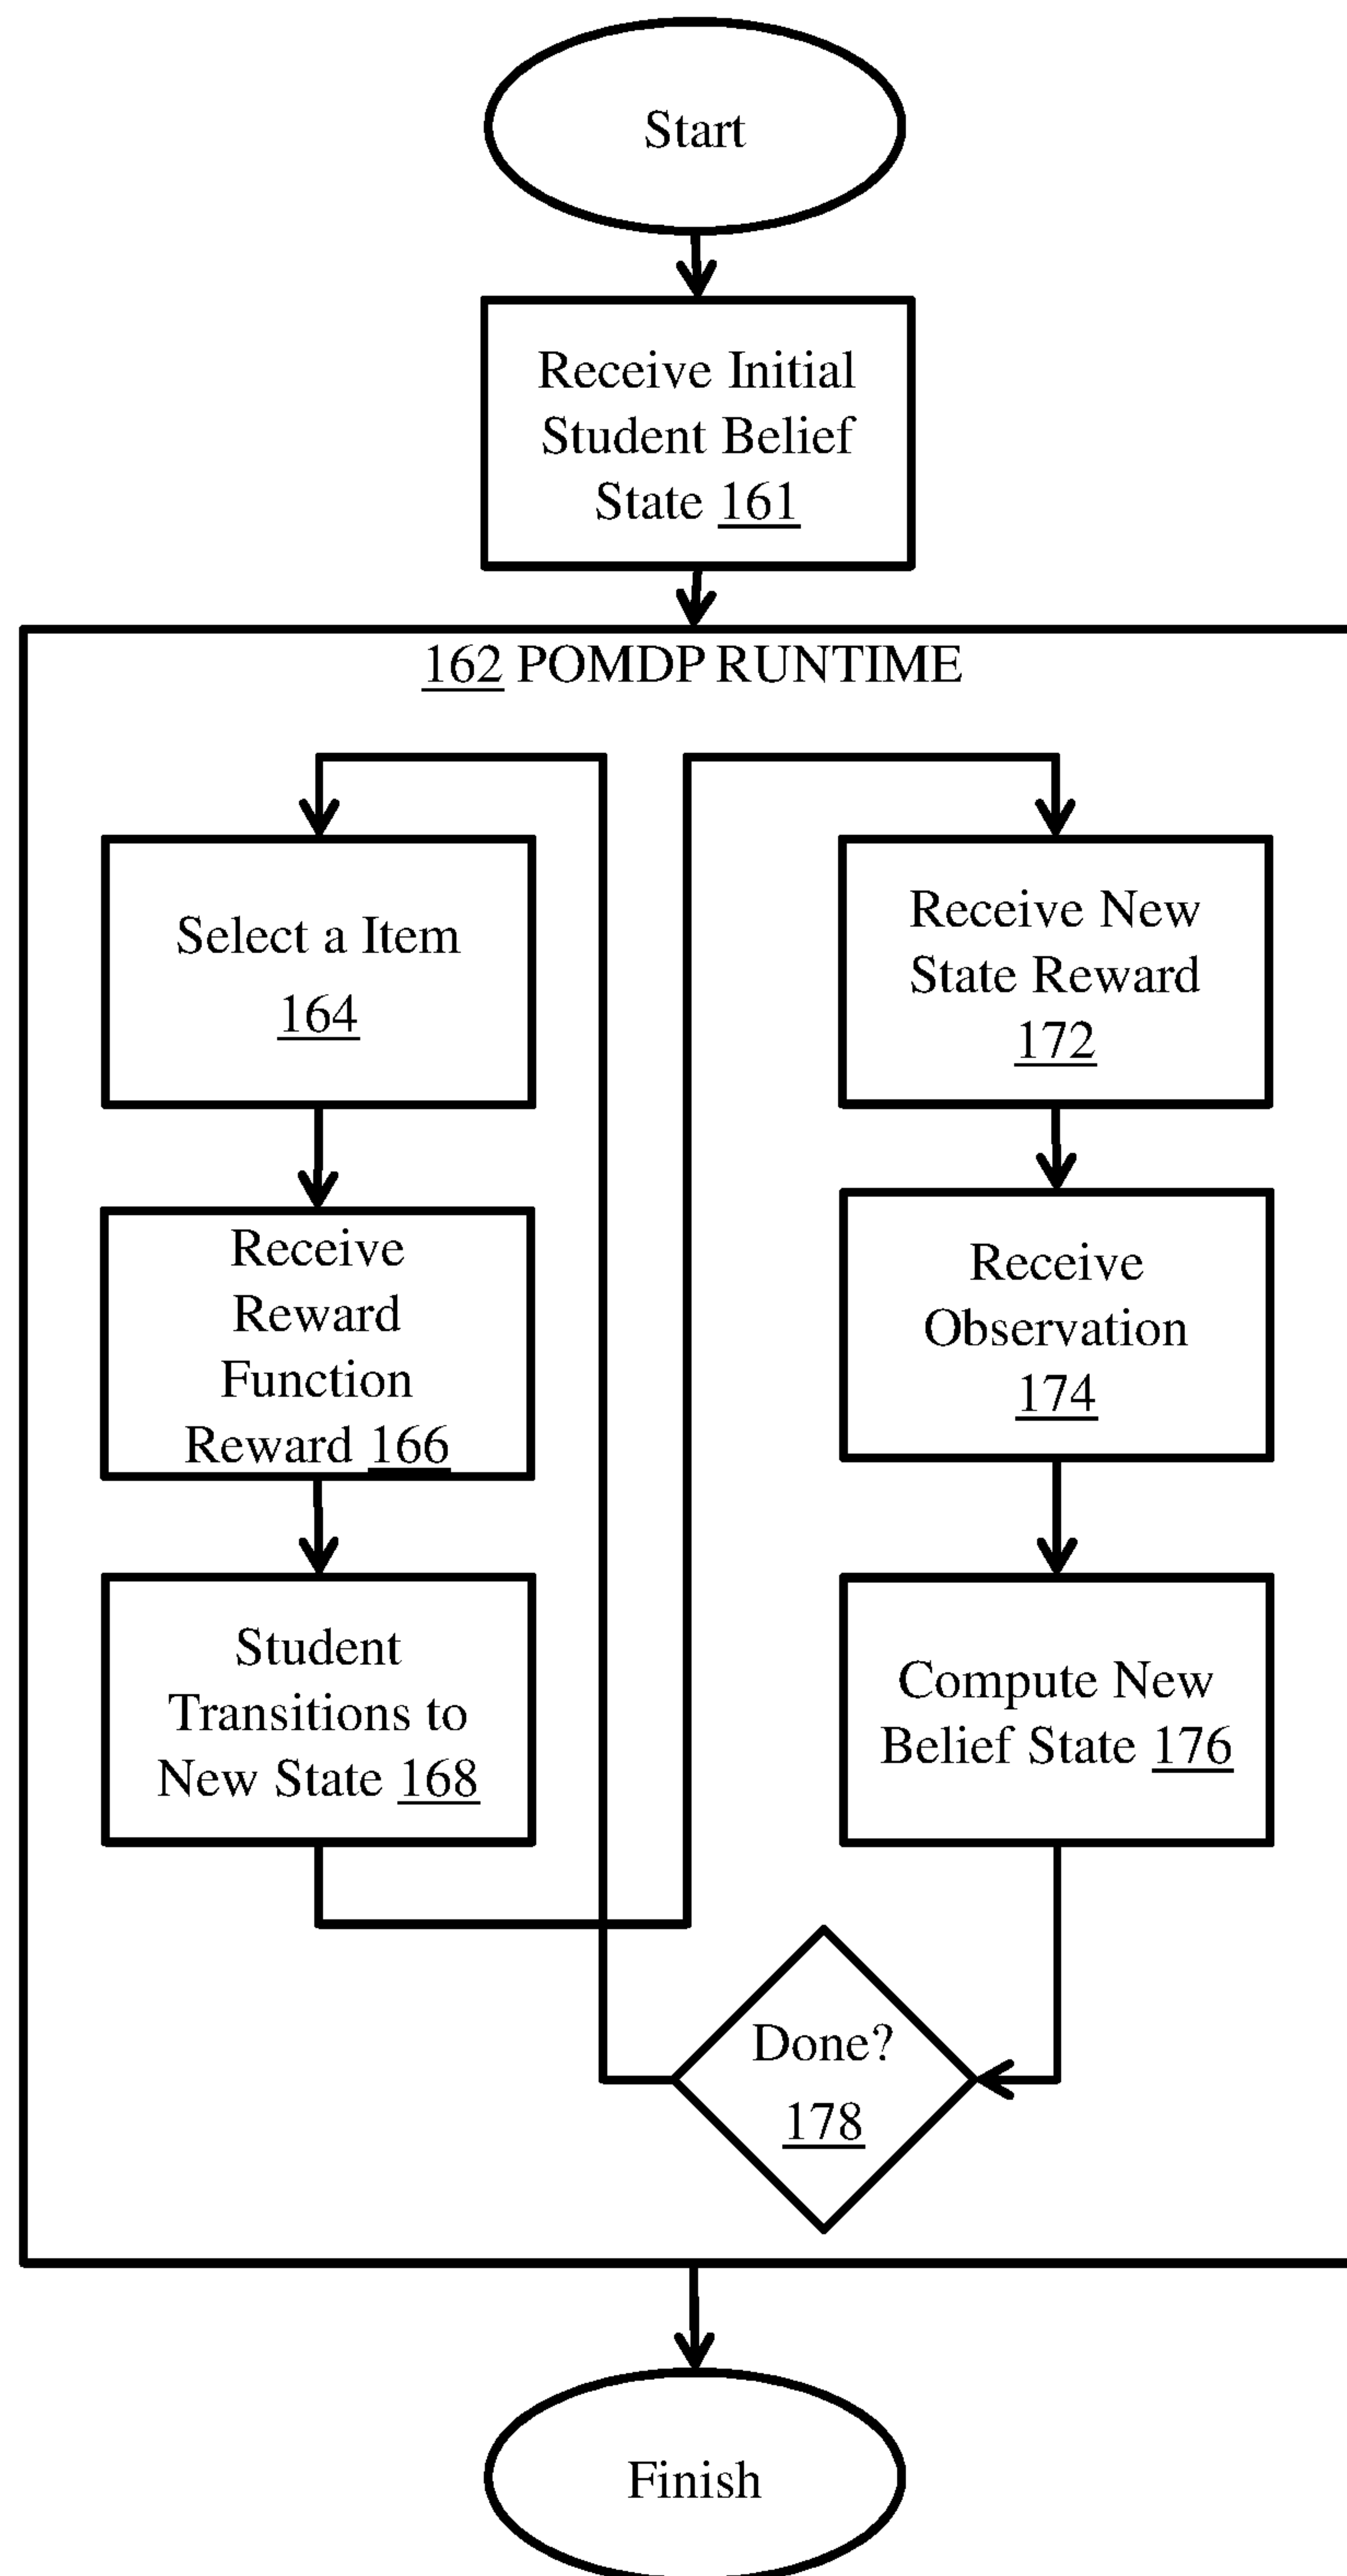 Start
Receive Initial
Student Belief
State 161
162 POMDP RUNTIME
Select a Item
164
Receive
Reward
Function
Reward 166
Student
Transitions to
New State 168
Receive New
State Reward
172
Receive
Observation
174
Compute New
Belief State 176
Done?
178
Finish